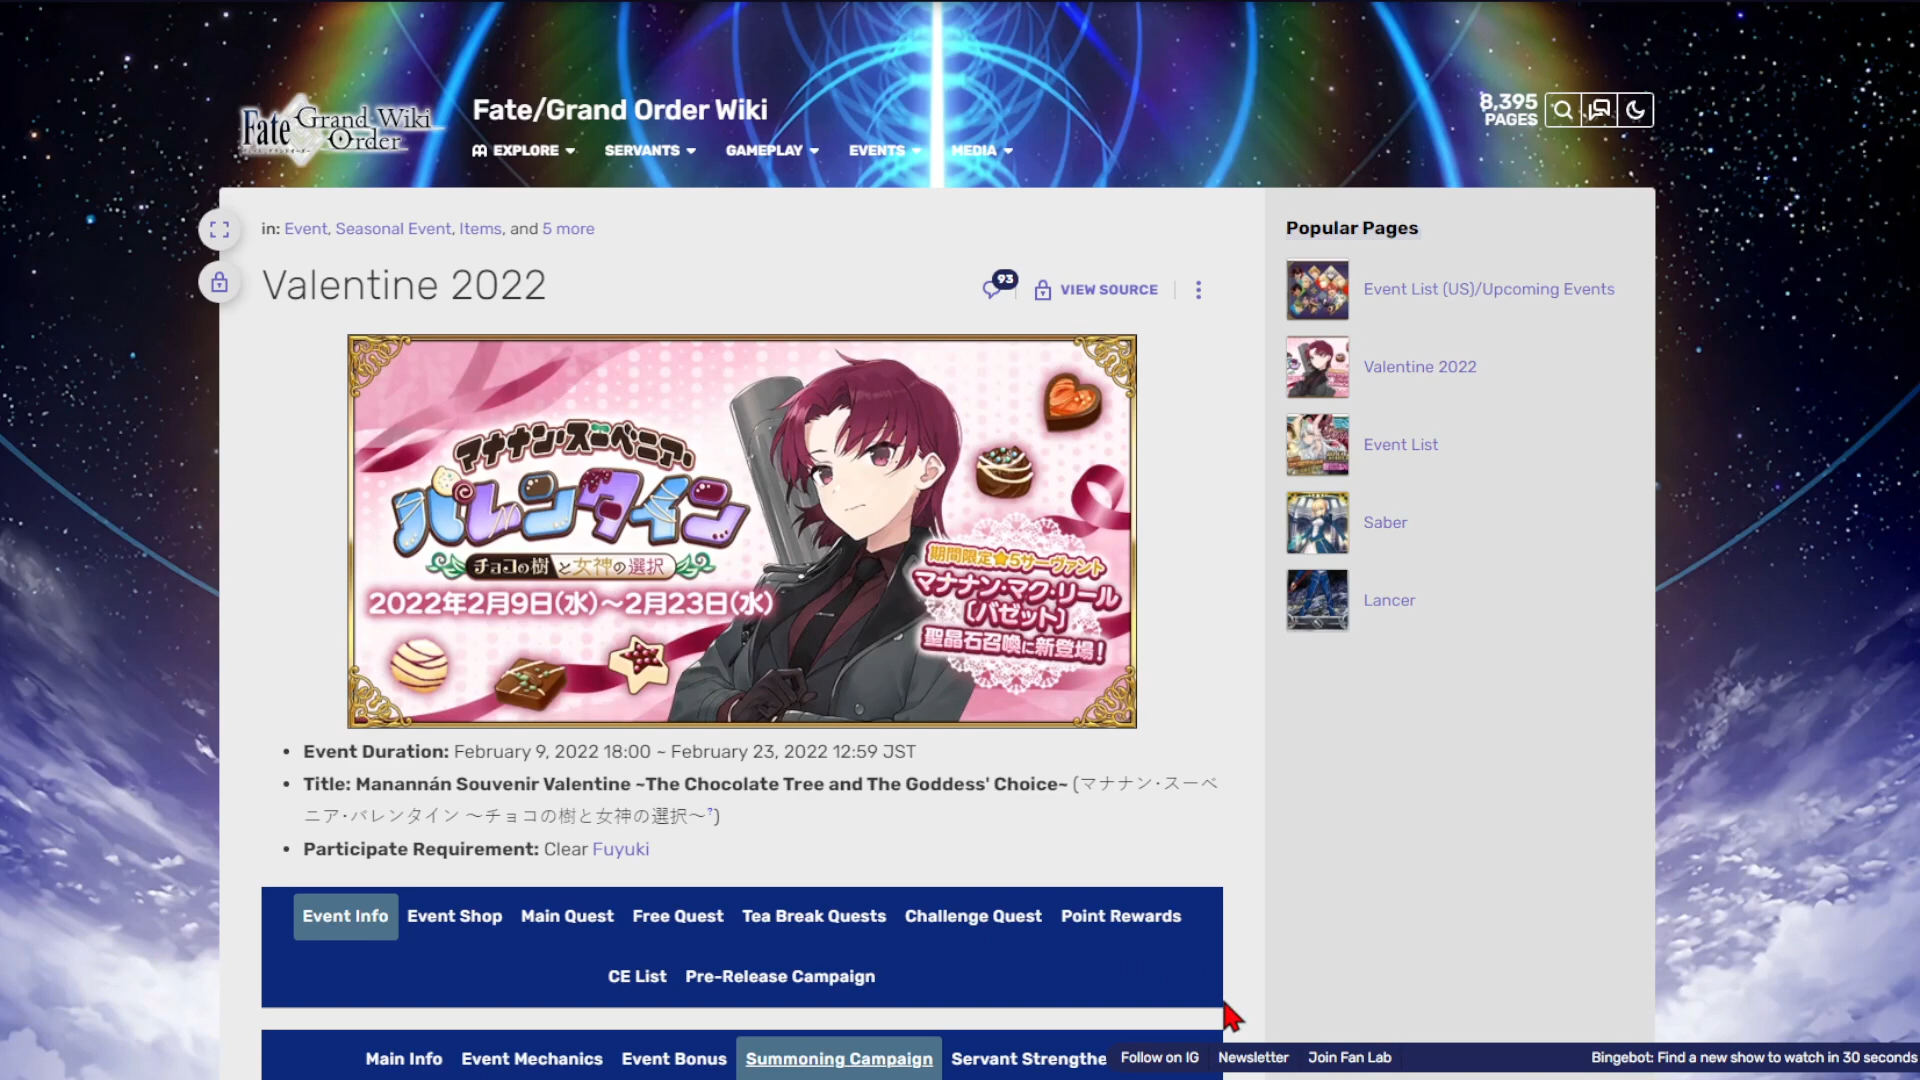 Fate Grand Wiki
Order
Fate/Grand Order Wiki
EXPLORE
SERVANTS
GAMEPLAY
EVENTS
MEDIA
8,395
PAGES
in: Event, Seasonal Event, Items, and 5 more
Valentine 2022
93
VIEW SOURCE
マナナン・スーベニア・
バレンタイン
チョコの樹と女神の選択
2022年2月9日(水)～2月23日(水)
期間限定★5サーヴァント
マナナン・マク・リール
〔バゼット〕
聖晶石召喚に新登場!
Event Duration: February 9, 2022 18:00 ~ February 23, 2022 12:59 JST
Title: Manannán Souvenir Valentine ~The Chocolate Tree and The Goddess' Choice~ (マナナン・スーベ
ニア・バレンタイン ～チョコの樹と女神の選択～?)
Participate Requirement: Clear Fuyuki
Event Info
Event Shop
Main Quest
Free Quest
Tea Break Quests
Challenge Quest
Point Rewards
CE List
Pre-Release Campaign
Main Info
Event Mechanics
Event Bonus
Summoning Campaign
Servant Strengthe
Popular Pages
Event List (US)/Upcoming Events
Valentine 2022
Event List
Saber
Lancer
Follow on IG
Newsletter
Join Fan Lab
Bingebot: Find a new show to watch in 30 seconds